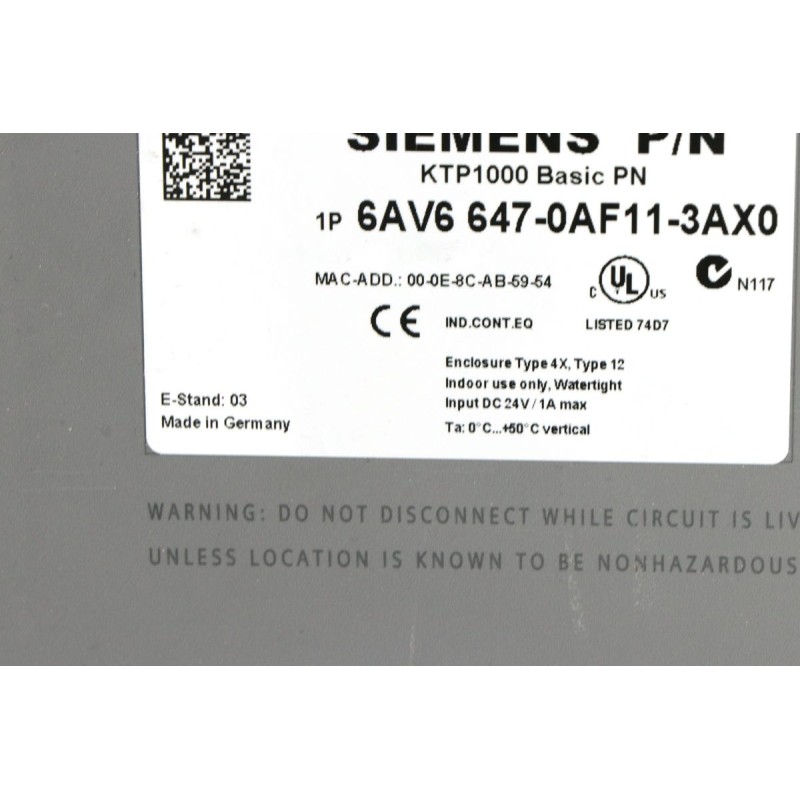 SIEMENS P/N
KTP1000 Basic PN
1P 6AV6 647-0AF11-3AX0
MAC-ADD.: 00-0E-8C-AB-59-54
C UL US
N117
CE
IND.CONT.EQ
LISTED 74D7
Enclosure Type 4X, Type 12
Indoor use only, Watertight
Input DC 24V / 1A max
Ta: 0°C...+50°C vertical
E-Stand: 03
Made in Germany
WARNING: DO NOT DISCONNECT WHILE CIRCUIT IS LIV
UNLESS LOCATION IS KNOWN TO BE NONHAZARDOUS